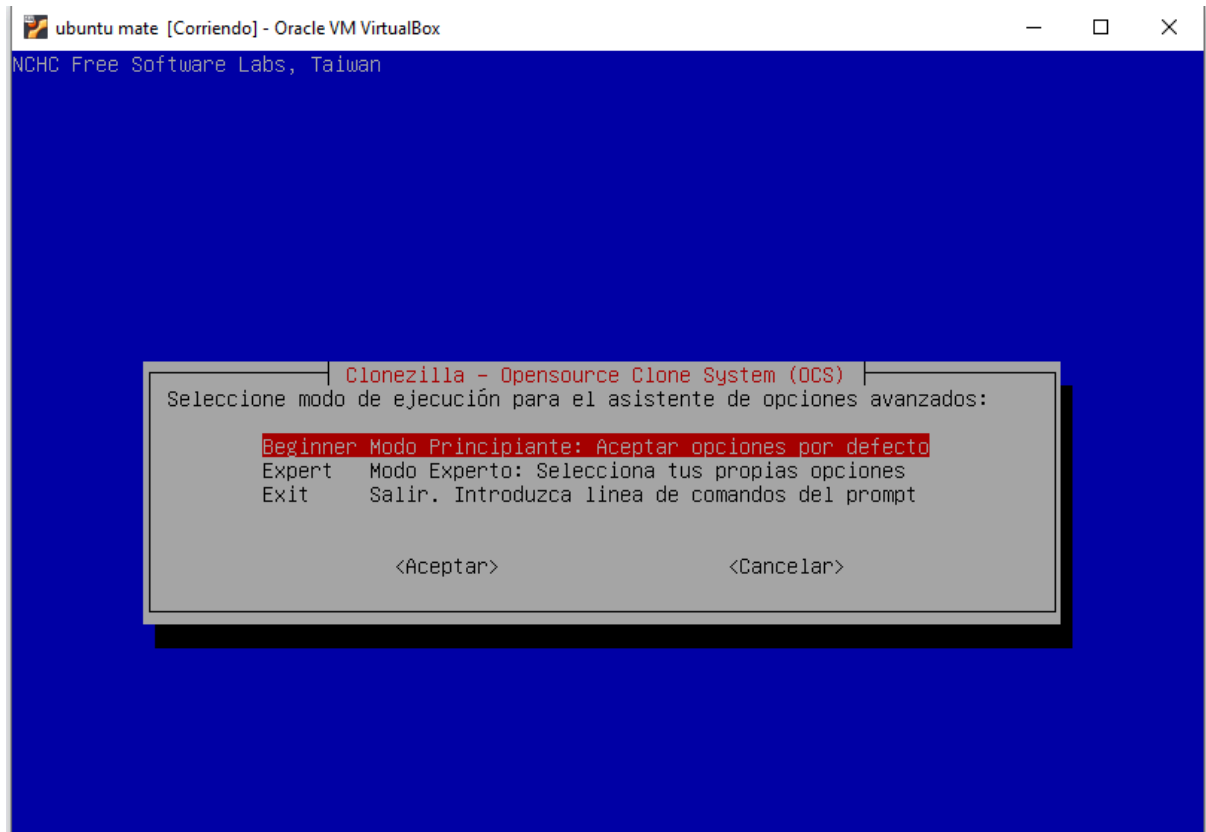 ubuntu mate [Corriendo] - Oracle VM VirtualBox
NCHC Free Software Labs, Taiwan
Clonezilla - Opensource Clone System (OCS)
Seleccione modo de ejecución para el asistente de opciones avanzados:
Beginner Modo Principiante: Aceptar opciones por defecto
Expert Modo Experto: Selecciona tus propias opciones
Exit Salir. Introduzca linea de comandos del prompt
<Aceptar> <Cancelar>